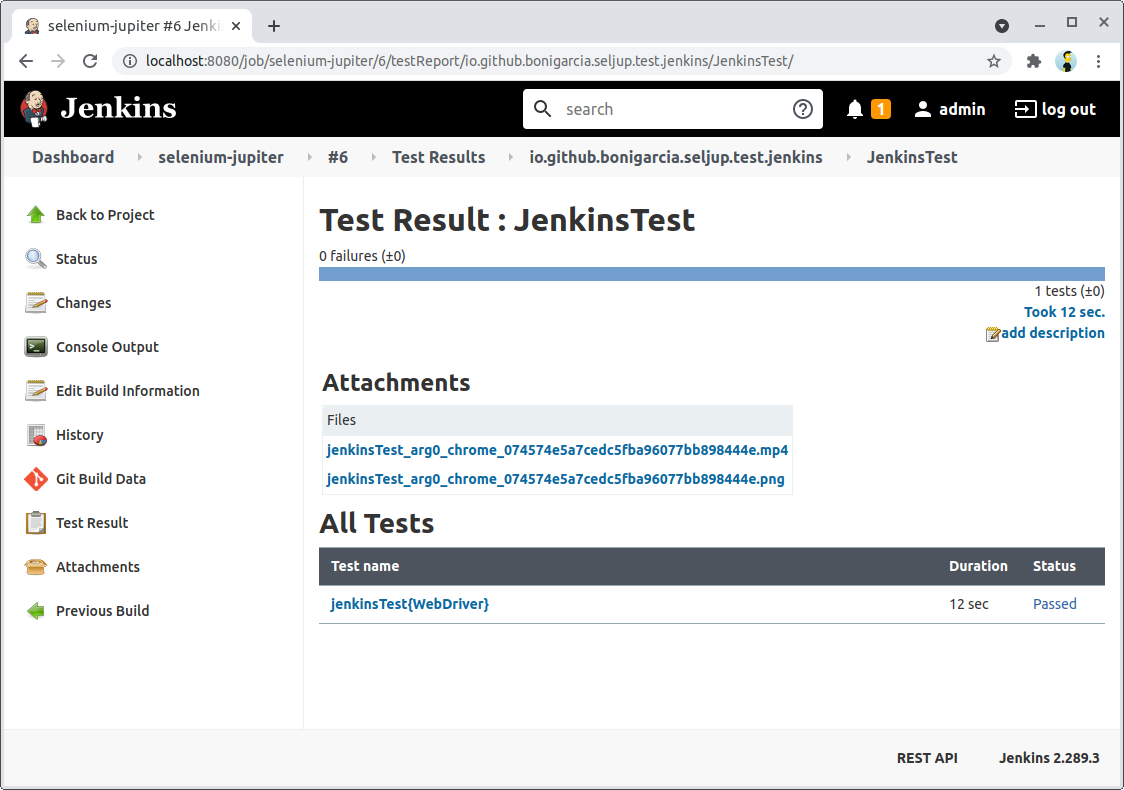 selenium-jupiter #6 Jenki
localhost:8080/job/selenium-jupiter/6/testReport/io.github.bonigarcia.seljup.test.jenkins/JenkinsTest/
Jenkins
search
1
admin
log out
Dashboard selenium-jupiter #6 Test Results io.github.bonigarcia.seljup.test.jenkins JenkinsTest
Back to Project
Status
Changes
Console Output
Edit Build Information
History
Git Build Data
Test Result
Attachments
Previous Build
Test Result : JenkinsTest
0 failures (±0)
1 tests (±0)
Took 12 sec.
add description
Attachments
Files
jenkinsTest_arg0_chrome_074574e5a7cedc5fba96077bb898444e.mp4
jenkinsTest_arg0_chrome_074574e5a7cedc5fba96077bb898444e.png
All Tests
Test name Duration Status
jenkinsTest{WebDriver} 12 sec Passed
REST API Jenkins 2.289.3